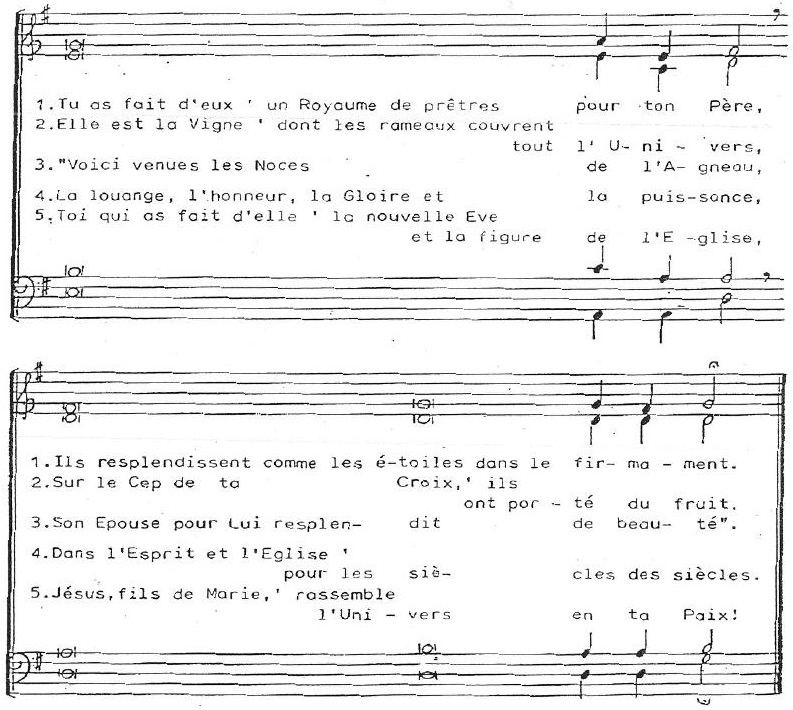 1.Tu as fait d'eux ' un Royaume de prêtres pour ton Père,
2.Elle est la Vigne ' dont les rameaux couvrent
tout l' U- ni - vers,
3."Voici venues les Noces de l'A- gneau,
4.La louange, l'honneur, la Gloire et la puis-sance,
5.Toi qui as fait d'elle ' la nouvelle Eve
et la figure de l'E -glise,
1.Ils resplendissent comme les é-toiles dans le fir- ma - ment.
2.Sur le Cep de ta Croix,' ils
ont por - té du fruit.
3.Son Epouse pour Lui resplen- dit de beau- té".
4.Dans l'Esprit et l'Eglise '
pour les siè- cles des siècles.
5.Jésus,fils de Marie,' rassemble
l'Uni - vers en ta Paix!